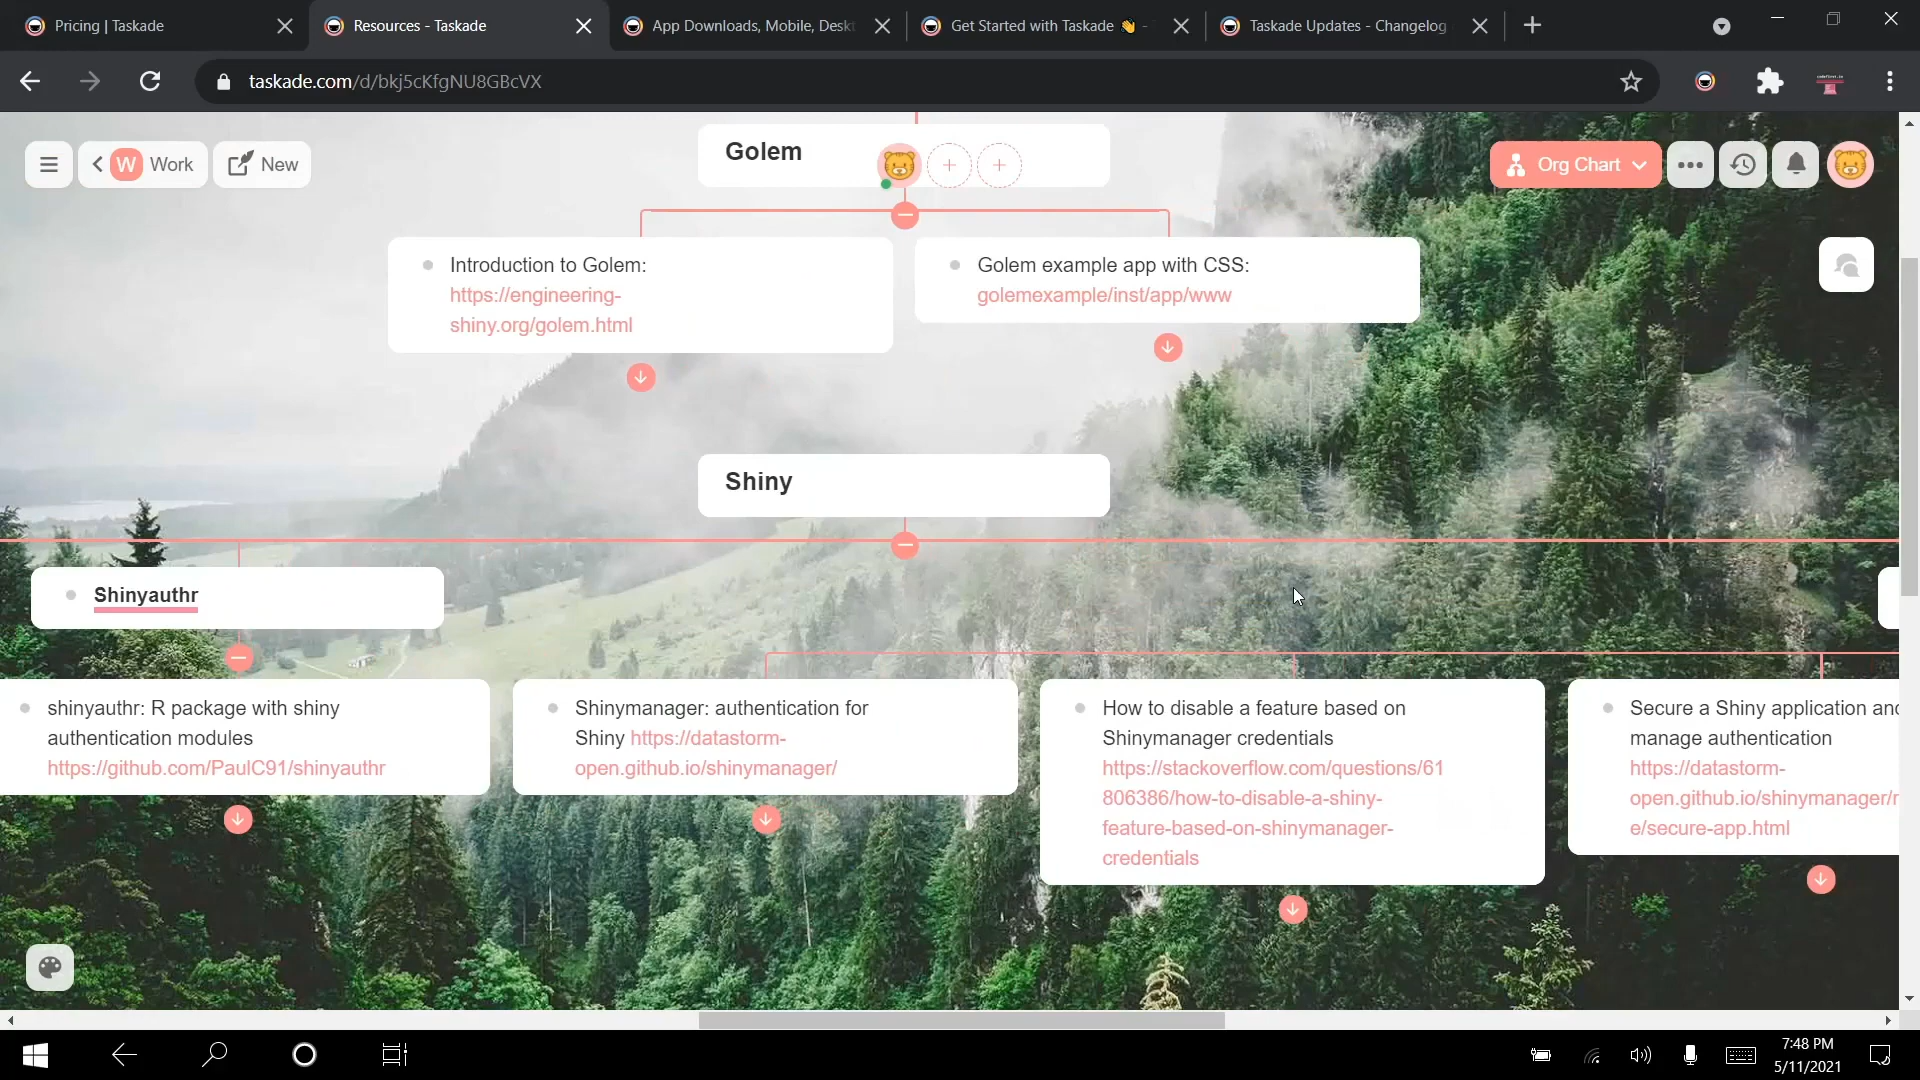 Pricing | Taskade
Resources - Taskade
App Downloads, Mobile, Deskt
Get Started with Taskade 👋 -
Taskade Updates - Changelog
taskade.com/d/bkj5cKfgNU8GBcVX
W Work
New
Golem
Org Chart
Introduction to Golem:
https://engineering-
shiny.org/golem.html
Golem example app with CSS:
golemexample/inst/app/www
Shiny
Shinyauthr
shinyauthr: R package with shiny
authentication modules
https://github.com/PaulC91/shinyauthr
Shinymanager: authentication for
Shiny https://datastorm-
open.github.io/shinymanager/
How to disable a feature based on
Shinymanager credentials
https://stackoverflow.com/questions/61
806386/how-to-disable-a-shiny-
feature-based-on-shinymanager-
credentials
Secure a Shiny application and
manage authentication
https://datastorm-
open.github.io/shinymanager/r
e/secure-app.html
7:48 PM
5/11/2021